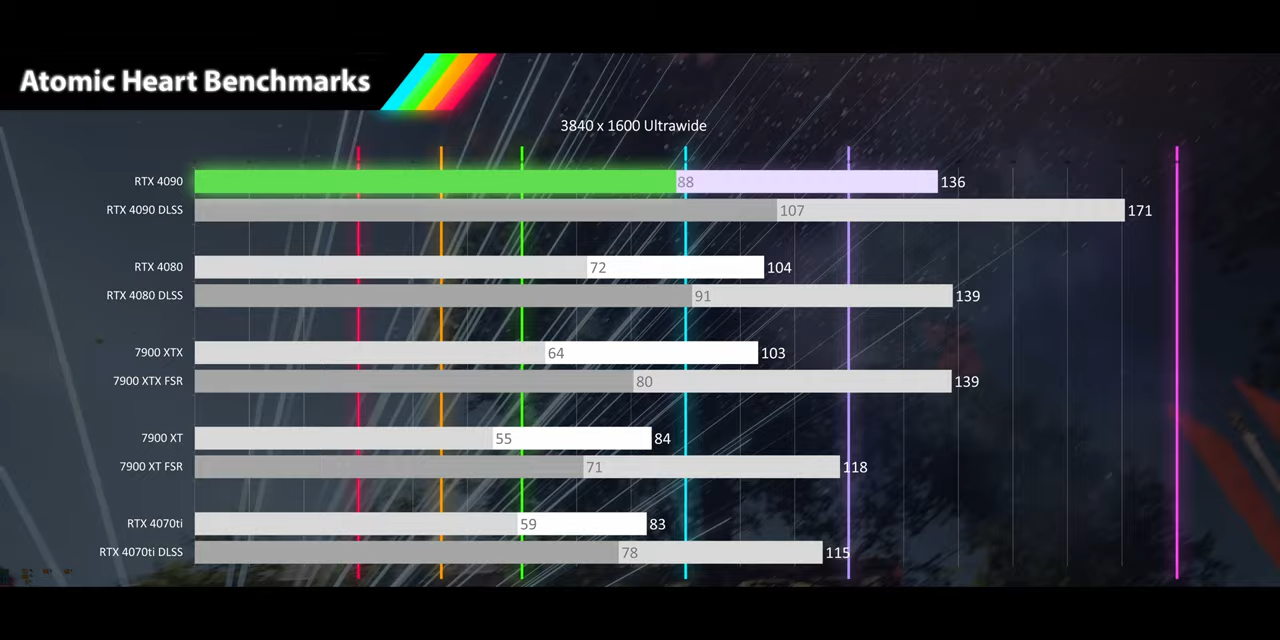 Atomic Heart Benchmarks
3840 x 1600 Ultrawide
RTX 4090 88 136
RTX 4090 DLSS 107 171
RTX 4080 72 104
RTX 4080 DLSS 91 139
7900 XTX 64 103
7900 XTX FSR 80 139
7900 XT 55 84
7900 XT FSR 71 118
RTX 4070ti 59 83
RTX 4070ti DLSS 78 115